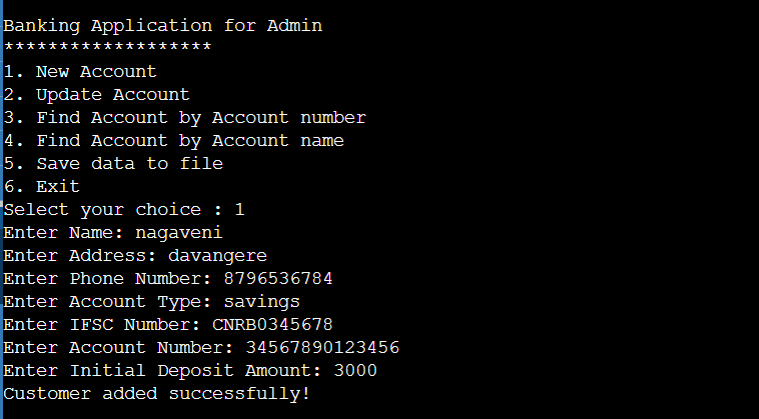 Banking Application for Admin
*******************
1. New Account
2. Update Account
3. Find Account by Account number
4. Find Account by Account name
5. Save data to file
6. Exit
Select your choice : 1
Enter Name: nagaveni
Enter Address: davangere
Enter Phone Number: 8796536784
Enter Account Type: savings
Enter IFSC Number: CNRB0345678
Enter Account Number: 34567890123456
Enter Initial Deposit Amount: 3000
Customer added successfully!